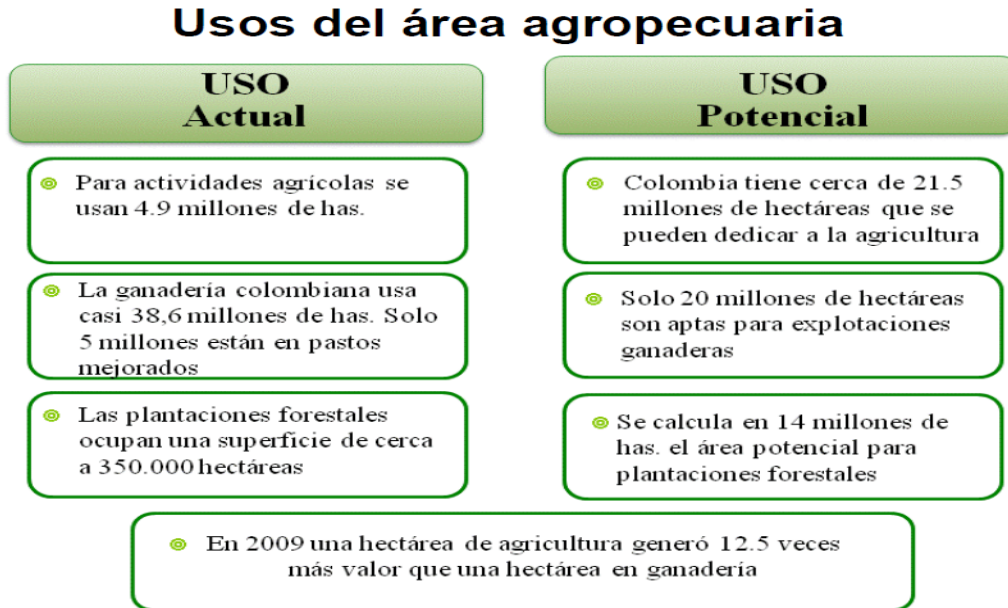 Usos del área agropecuaria
USO
Actual
USO
Potencial
Para actividades agrícolas se
usan 4.9 millones de has.
Colombia tiene cerca de 21.5
millones de hectáreas que se
pueden dedicar a la agricultura
La ganadería colombiana usa
casi 38,6 millones de has. Solo
5 millones están en pastos
mejorados
Solo 20 millones de hectáreas
son aptas para explotaciones
ganaderas
Las plantaciones forestales
ocupan una superficie de cerca
a 350.000 hectáreas
Se calcula en 14 millones de
has. el área potencial para
plantaciones forestales
En 2009 una hectárea de agricultura generó 12.5 veces
más valor que una hectárea en ganadería